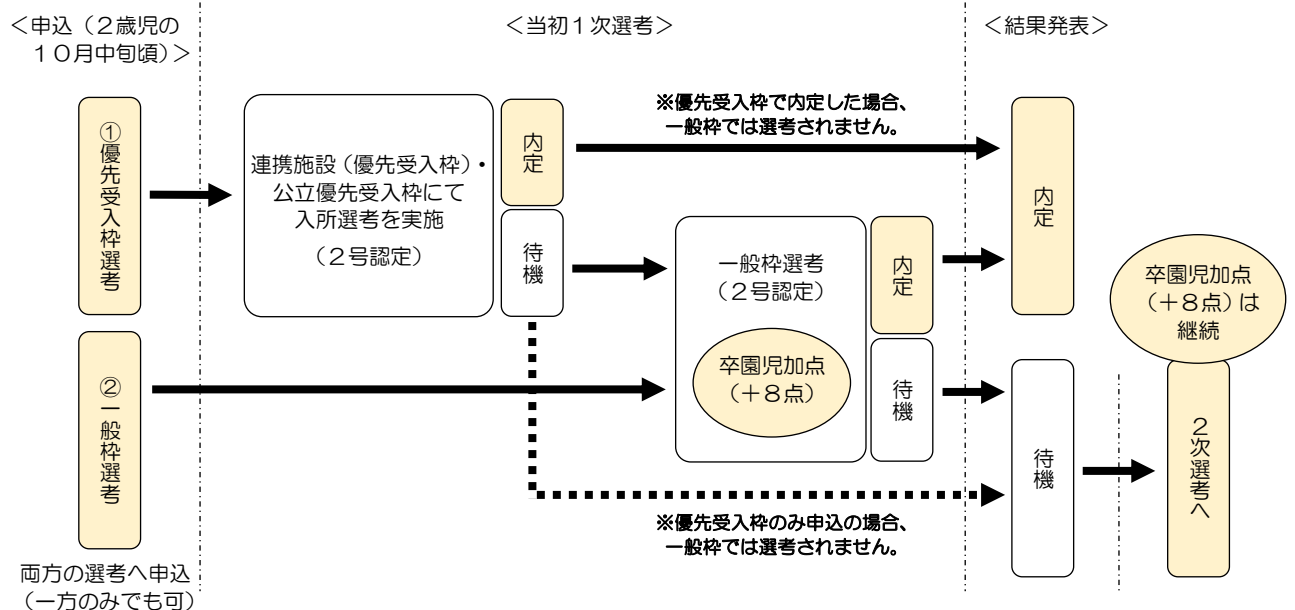 ＜申込（２歳児の
１０月中旬頃）＞
＜当初１次選考＞
＜結果発表＞
①優先受入枠選考
連携施設（優先受入枠）・
公立優先受入枠にて
入所選考を実施
（２号認定）
内定
待機
※優先受入枠で内定した場合、
一般枠では選考されません。
②一般枠選考
一般枠選考
（２号認定）
卒園児加点
（＋８点）
内定
待機
※優先受入枠のみ申込の場合、
一般枠では選考されません。
内定
待機
卒園児加点
（＋８点）は
継続
２次選考へ
両方の選考へ申込
（一方のみでも可）